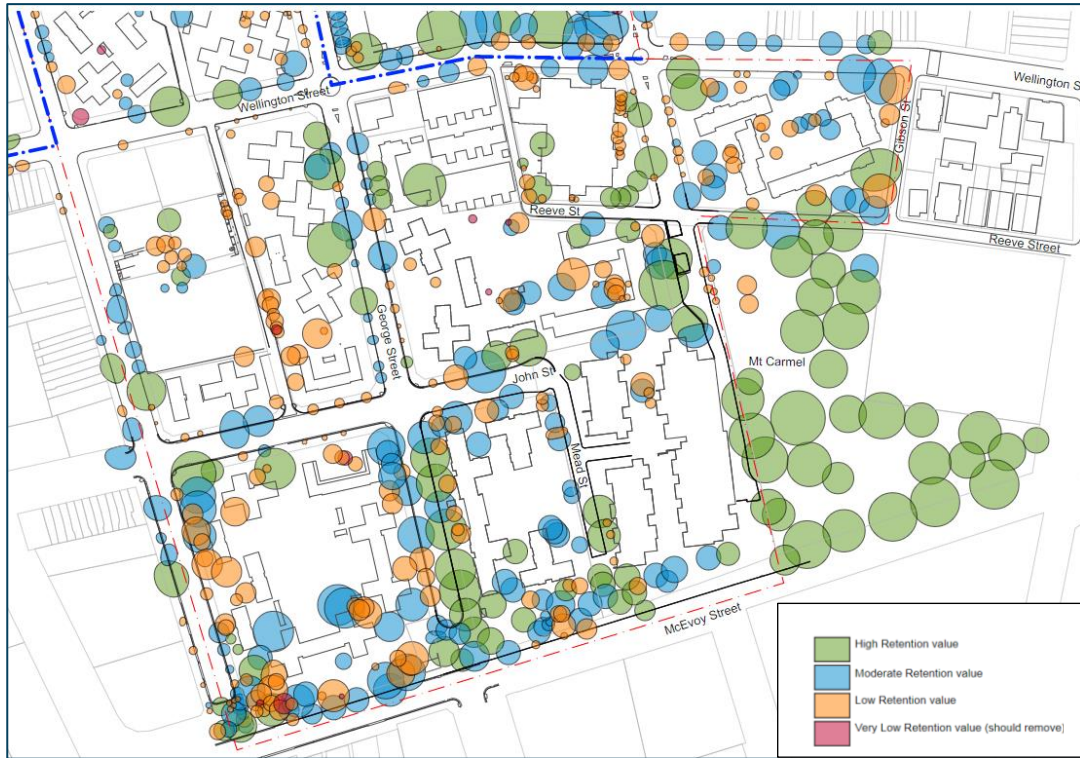 Wellington Street
Wellington S
Gibson St
Reeve St
Reeve Street
George Street
John St
Mt Carmel
Mead St
McEvoy Street
High Retention value
Moderate Retention value
Low Retention value
Very Low Retention value (should remove)